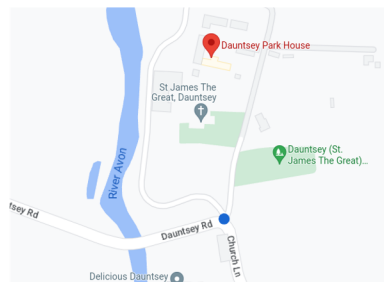 Dauntsey Park House
St James The
Great, Dauntsey
Dauntsey (St.
James The Great)...
River Avon
tsey Rd
Dauntsey Rd
Church Ln
Delicious Dauntsey